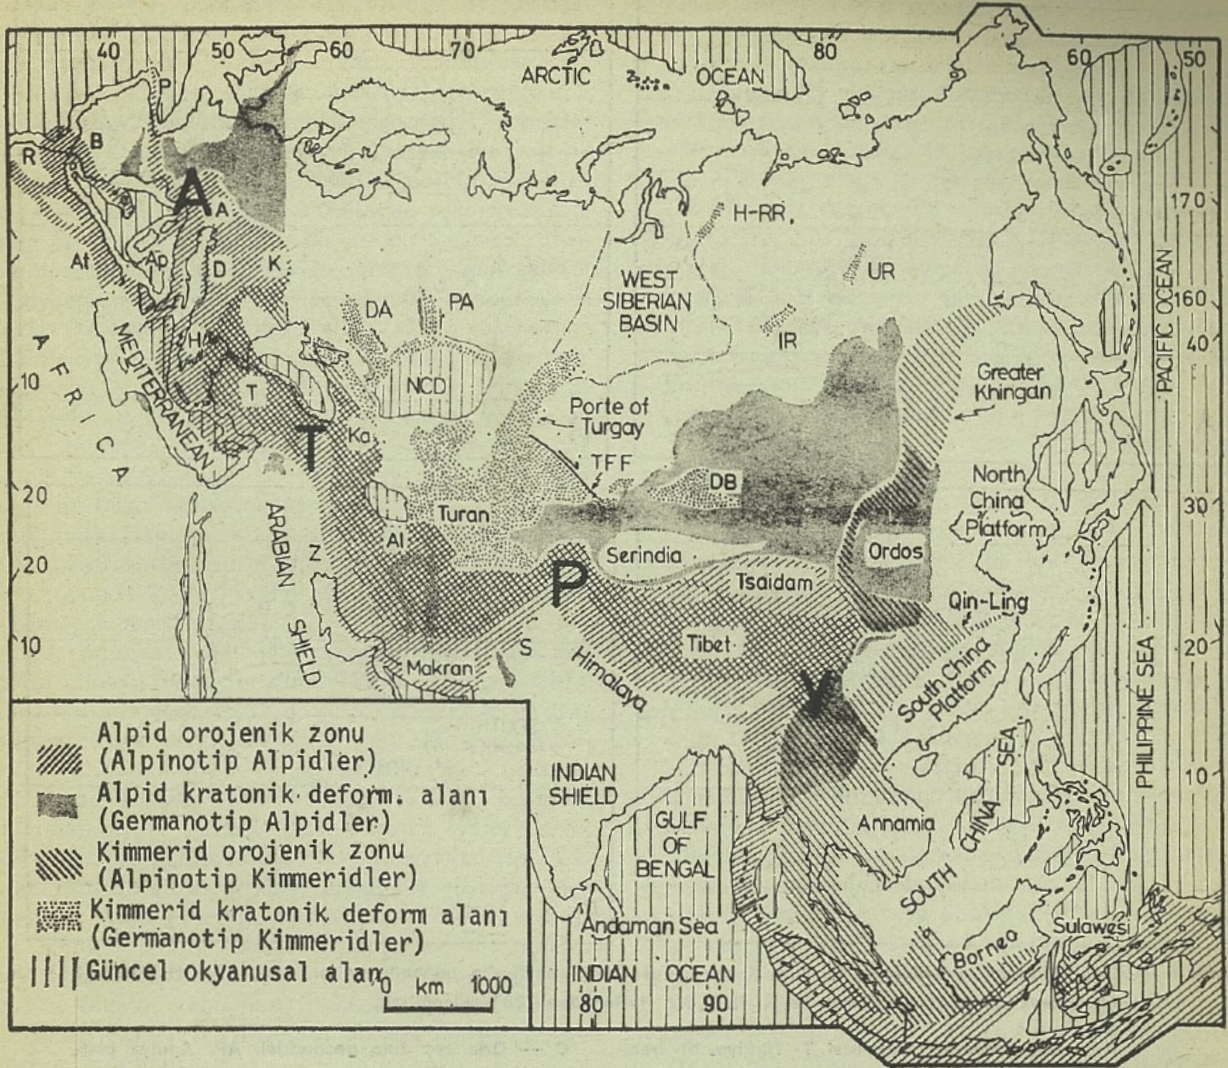 40
50
60
70
80
60
50
ARCTIC OCEAN
P
B
R
A
A
H-RR.
170
At
Ap
D
K
WEST
SIBERIAN
BASIN
UR
DA
PA
IR
160
PACIFIC OCEAN
40
AFRICA
MEDITERRANEAN
H
NCD
T
10
Greater
Khingan
Porte of
Turgay
T
Ka
TFF
DB
North
China
Platform
20
30
ARABIAN
SHIELD
Turan
Al
Z
Serindia
Ordos
20
P
Tsaidam
Qin-Ling
10
Tibet
S
Makran
Himalaya
20
South China
Platform
PHILIPPINE SEA
Y
Alpid orojenik zonu
(Alpinotip Alpidler)
Alpid kratonik deform. alanı
(Germanotip Alpidler)
Kimmerid orojenik zonu
(Alpinotip Kimmeridler)
Kimmerid kratonik deform alanı
(Germanotip Kimmeridler)
Güncel okyanusal alan
0 km 1000
INDIAN
SHIELD
GULF
OF
BENGAL
10
Annamia
SOUTH CHINA SEA
Andaman Sea
Sulawesi
Borneo
INDIAN OCEAN
80
90